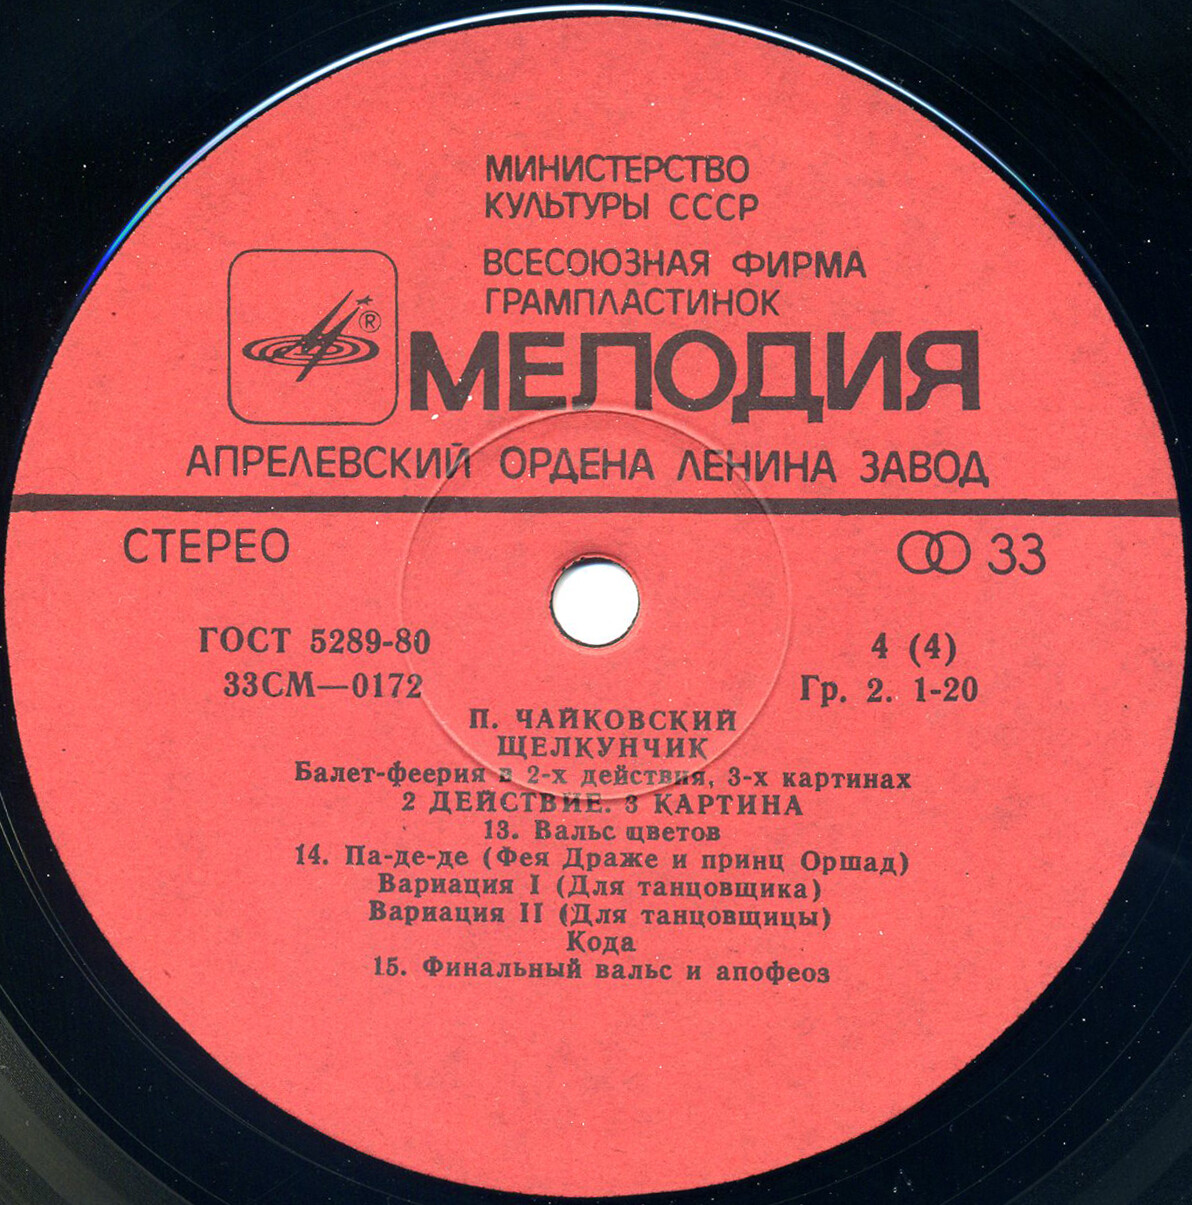 МИНИСТЕРСТВО
КУЛЬТУРЫ СССР
ВСЕСОЮЗНАЯ ФИРМА
ГРАМПЛАСТИНОК
®
МЕЛОДИЯ
АПРЕЛЕВСКИЙ ОРДЕНА ЛЕНИНА ЗАВОД
СТЕРЕО
33
ГОСТ 5289-80
4 (4)
33СМ—0172
Гр. 2. 1-20
П. ЧАЙКОВСКИЙ
ЩЕЛКУНЧИК
Балет-феерия в 2-х действия, 3-х картинах
2 ДЕЙСТВИЕ. 3 КАРТИНА
13. Вальс цветов
14. Па-де-де (Фея Драже и принц Оршад)
Вариация I (Для танцовщика)
Вариация II (Для танцовщицы)
Кода
15. Финальный вальс и апофеоз